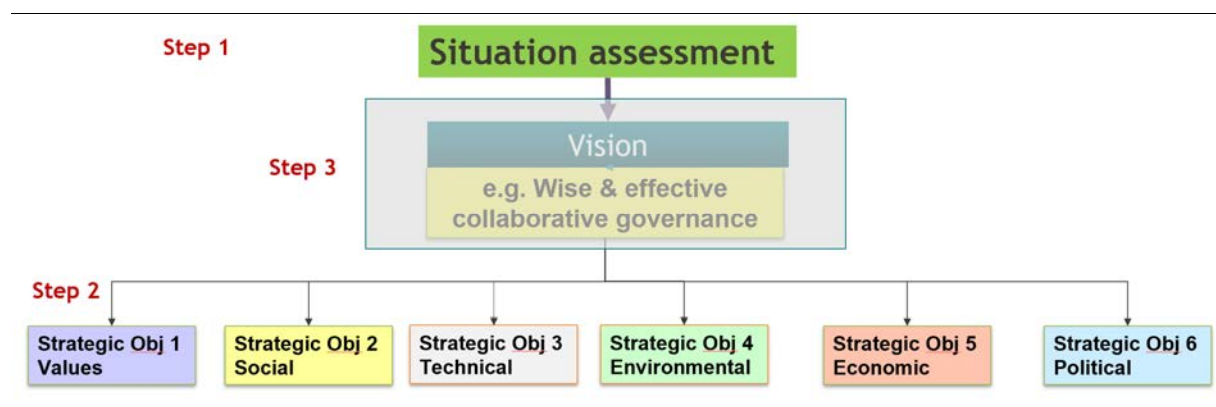 Step 1
Situation assessment
Step 3
Vision
e.g. Wise & effective
collaborative governance
Step 2
Strategic Obj 1
Values
Strategic Obj 2
Social
Strategic Obj 3
Technical
Strategic Obj 4
Environmental
Strategic Obj 5
Economic
Strategic Obj 6
Political